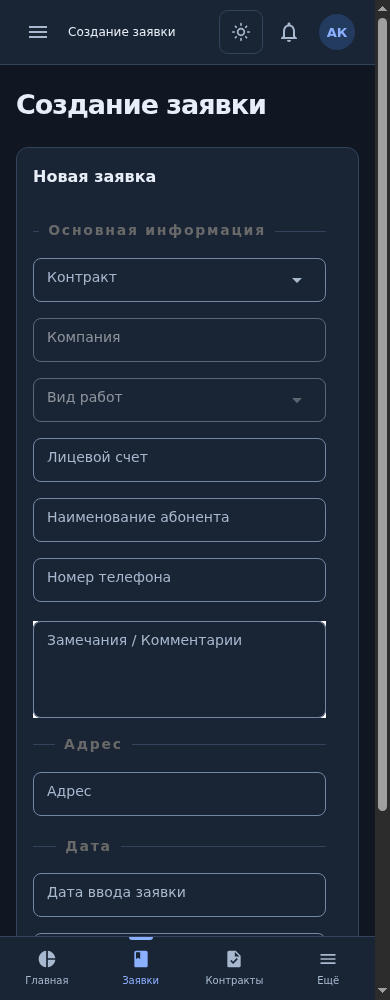 Создание заявки
АК
Создание заявки
Новая заявка
Основная информация
Контракт
Компания
Вид работ
Лицевой счет
Наименование абонента
Номер телефона
Замечания / Комментарии
Адрес
Адрес
Дата
Дата ввода заявки
Главная
Заявки
Контракты
Ещё